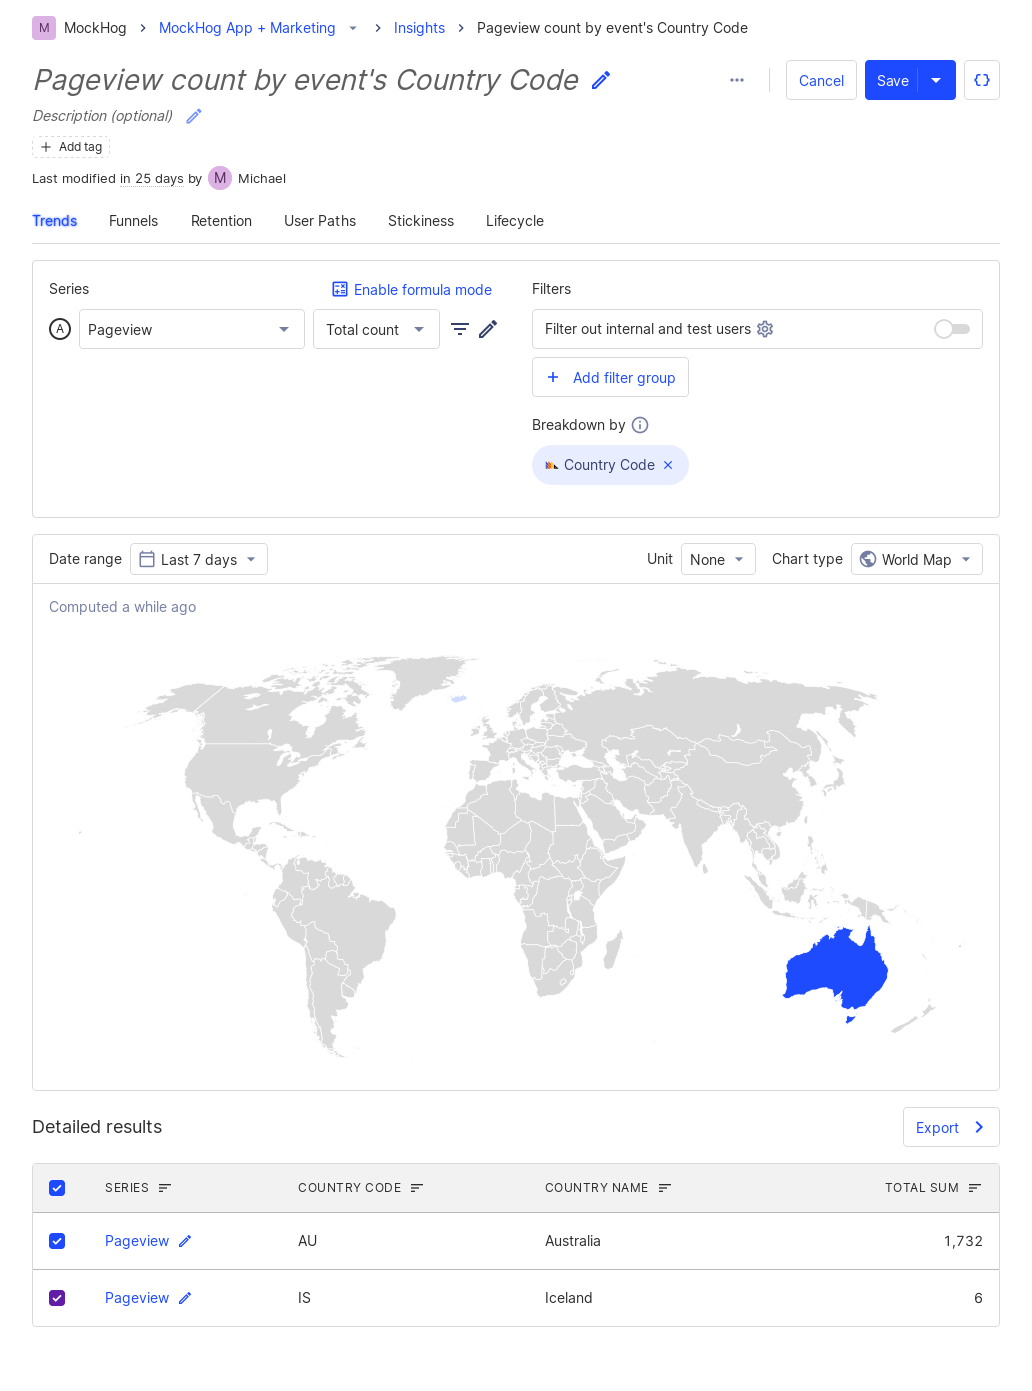 M MockHog MockHog App + Marketing Insights Pageview count by event's Country Code
Pageview count by event's Country Code
Cancel Save
Description (optional)
Add tag
Last modified in 25 days by M Michael
Trends Funnels Retention User Paths Stickiness Lifecycle
Series Enable formula mode Filters
A Pageview Total count Filter out internal and test users
Add filter group
Breakdown by
Country Code
Date range Last 7 days Unit None Chart type World Map
Computed a while ago
Detailed results Export
SERIES COUNTRY CODE COUNTRY NAME TOTAL SUM
Pageview AU Australia 1,732
Pageview IS Iceland 6